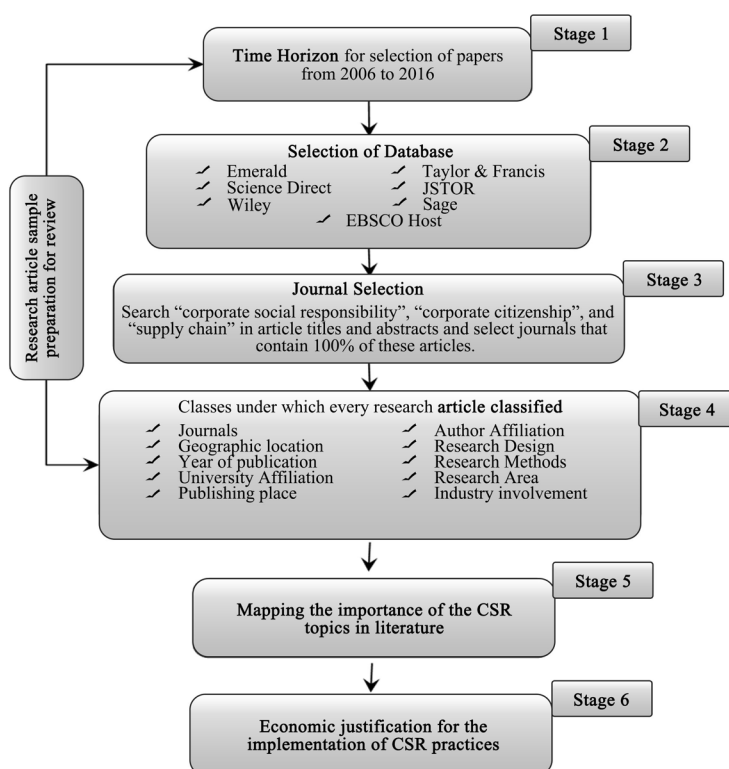 Stage 1
Time Horizon for selection of papers
from 2006 to 2016
Stage 2
Selection of Database
Emerald
Taylor & Francis
Science Direct
JSTOR
Wiley
Sage
EBSCO Host
Research article sample
preparation for review
Stage 3
Journal Selection
Search “corporate social responsibility”, “corporate citizenship”, and
“supply chain” in article titles and abstracts and select journals that
contain 100% of these articles.
Stage 4
Classes under which every research article classified
Journals
Author Affiliation
Geographic location
Research Design
Year of publication
Research Methods
University Affiliation
Research Area
Publishing place
Industry involvement
Stage 5
Mapping the importance of the CSR
topics in literature
Stage 6
Economic justification for the
implementation of CSR practices